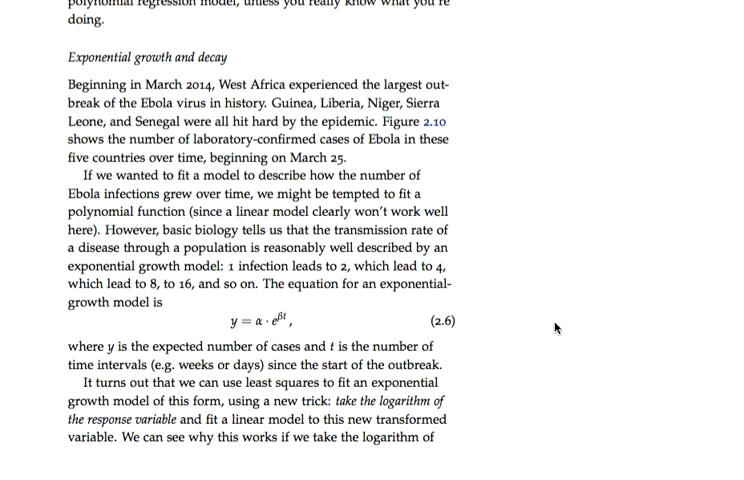 polynomial regression model, unless you really know what you're
doing.
Exponential growth and decay
Beginning in March 2014, West Africa experienced the largest out-
break of the Ebola virus in history. Guinea, Liberia, Niger, Sierra
Leone, and Senegal were all hit hard by the epidemic. Figure 2.10
shows the number of laboratory-confirmed cases of Ebola in these
five countries over time, beginning on March 25.
If we wanted to fit a model to describe how the number of
Ebola infections grew over time, we might be tempted to fit a
polynomial function (since a linear model clearly won't work well
here). However, basic biology tells us that the transmission rate of
a disease through a population is reasonably well described by an
exponential growth model: 1 infection leads to 2, which lead to 4,
which lead to 8, to 16, and so on. The equation for an exponential-
growth model is
y = α · e^{βt} , (2.6)
where y is the expected number of cases and t is the number of
time intervals (e.g. weeks or days) since the start of the outbreak.
It turns out that we can use least squares to fit an exponential
growth model of this form, using a new trick: take the logarithm of
the response variable and fit a linear model to this new transformed
variable. We can see why this works if we take the logarithm of